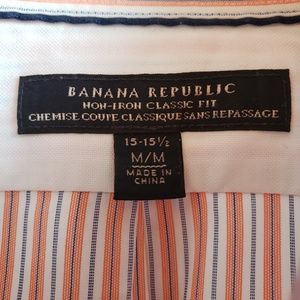 BANANA REPUBLIC
NON-IRON CLASSIC FIT
CHEMISE COUPE CLASSIQUE SANS REPASSAGE
15-15½
M/M
MADE IN
CHINA